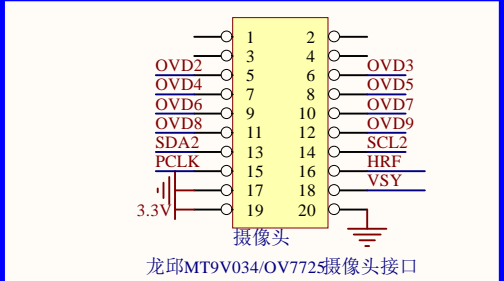 1 2
3 4
OVD2 5 6 OVD3
OVD4 7 8 OVD5
OVD6 9 10 OVD7
OVD8 11 12 OVD9
SDA2 13 14 SCL2
PCLK 15 16 HRF
17 18 VSY
3.3V 19 20
摄像头
龙邱MT9V034/OV7725摄像头接口